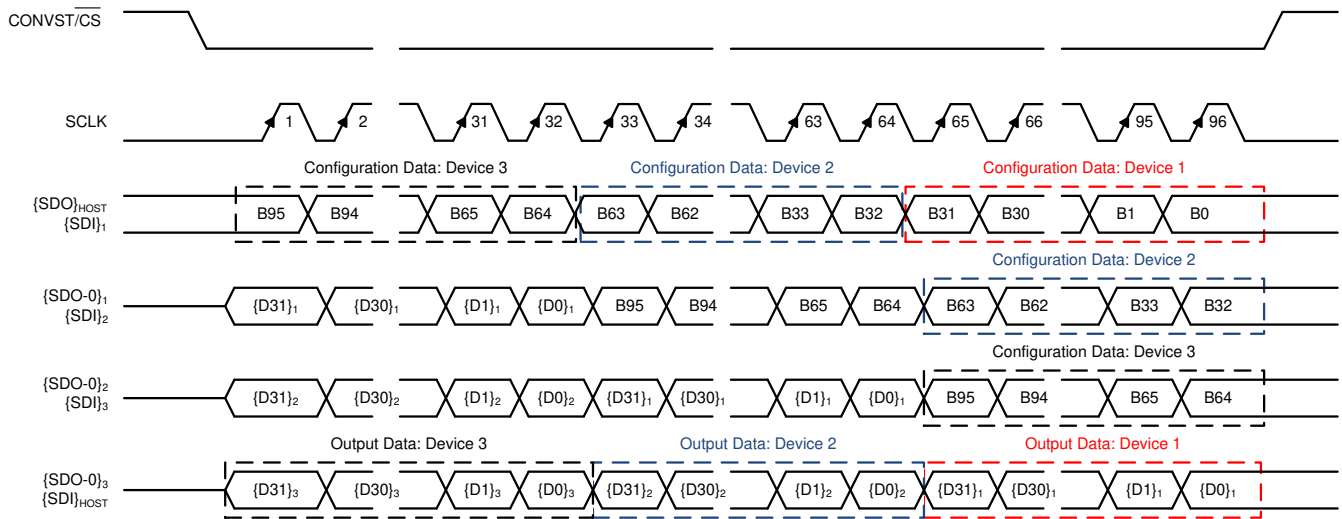 CONVST/CS
SCLK
1 2 31 32 33 34 63 64 65 66 95 96
Configuration Data: Device 3 Configuration Data: Device 2 Configuration Data: Device 1
{SDO}HOST
{SDI}1
B95 B94 B65 B64 B63 B62 B33 B32 B31 B30 B1 B0
Configuration Data: Device 2
{SDO-0}1
{SDI}2
{D31}1 {D30}1 {D1}1 {D0}1 B95 B94 B65 B64 B63 B62 B33 B32
Configuration Data: Device 3
{SDO-0}2
{SDI}3
{D31}2 {D30}2 {D1}2 {D0}2 {D31}1 {D30}1 {D1}1 {D0}1 B95 B94 B65 B64
Output Data: Device 3 Output Data: Device 2 Output Data: Device 1
{SDO-0}3
{SDI}HOST
{D31}3 {D30}3 {D1}3 {D0}3 {D31}2 {D30}2 {D1}2 {D0}2 {D31}1 {D30}1 {D1}1 {D0}1